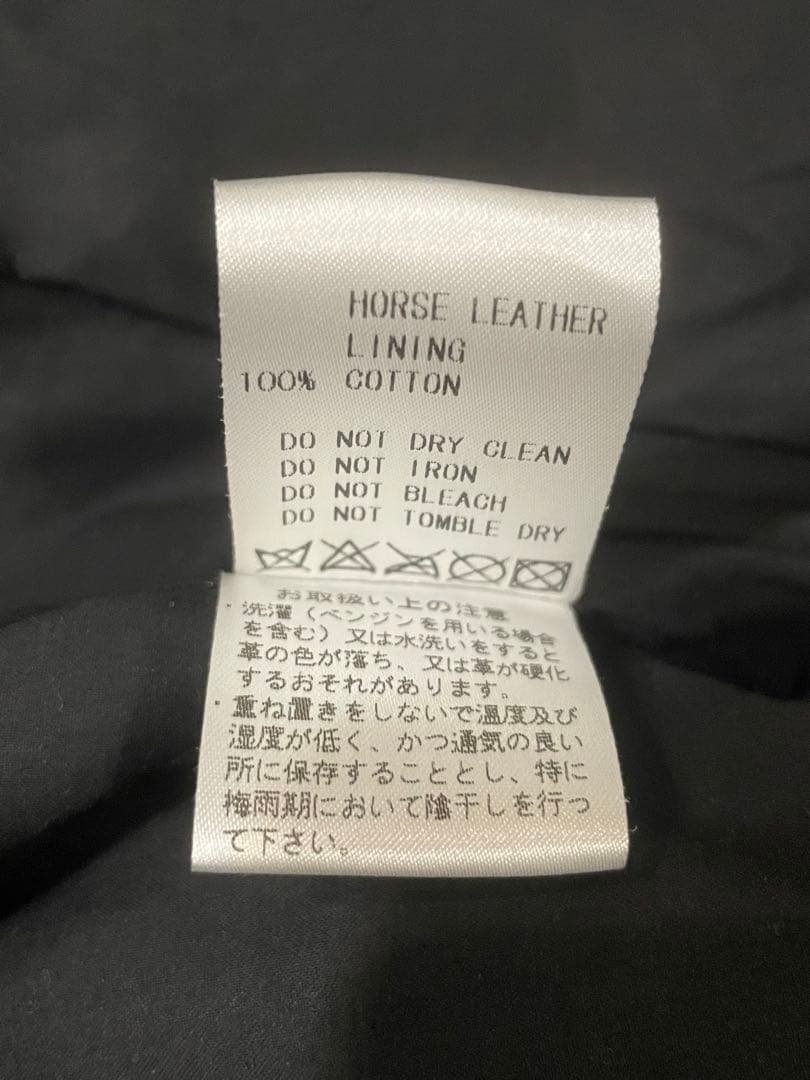 HORSE LEATHER
LINING
100% COTTON
DO NOT DRY CLEAN
DO NOT IRON
DO NOT BLEACH
DO NOT TOMBLE DRY
お取扱い上の注意
・洗濯(ベンジンを用いる場合
を含む)又は水洗いをすると
革の色が落ち、又は革が硬化
するおそれがあります。
・重ね置きをしないで温度及び
湿度が低く、かつ通気の良い
所に保存することとし、特に
梅雨期において陰干しを行っ
て下さい。